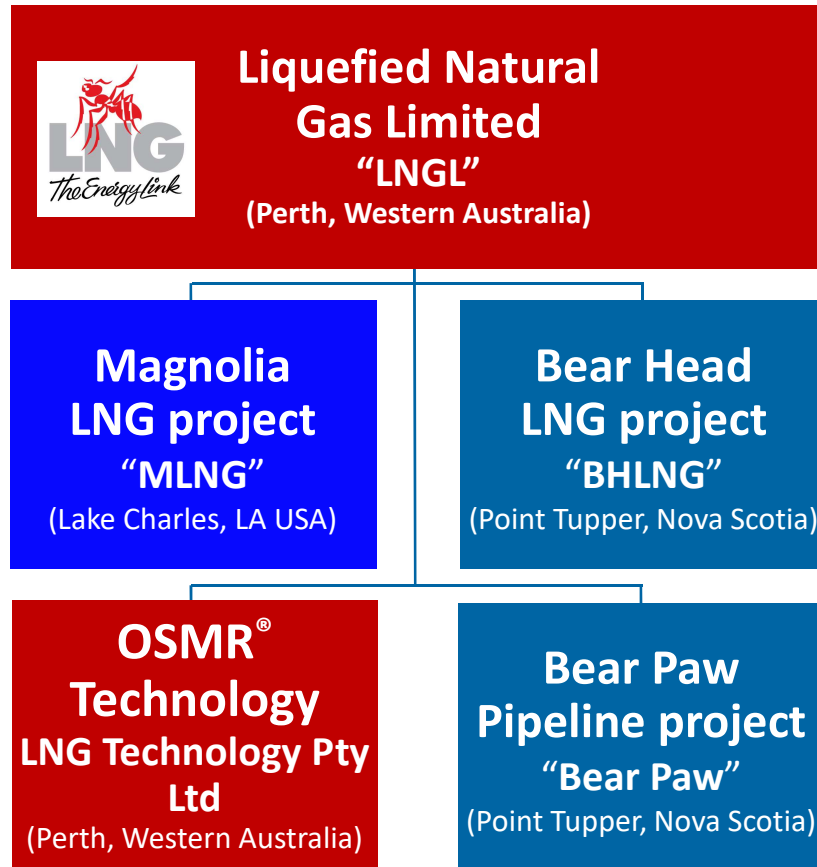 LNG
The Energy Link
Liquefied Natural
Gas Limited
“LNGL”
(Perth, Western Australia)
Magnolia
LNG project
“MLNG”
(Lake Charles, LA USA)
Bear Head
LNG project
“BHLNG”
(Point Tupper, Nova Scotia)
OSMR®
Technology
LNG Technology Pty
Ltd
(Perth, Western Australia)
Bear Paw
Pipeline project
“Bear Paw”
(Point Tupper, Nova Scotia)